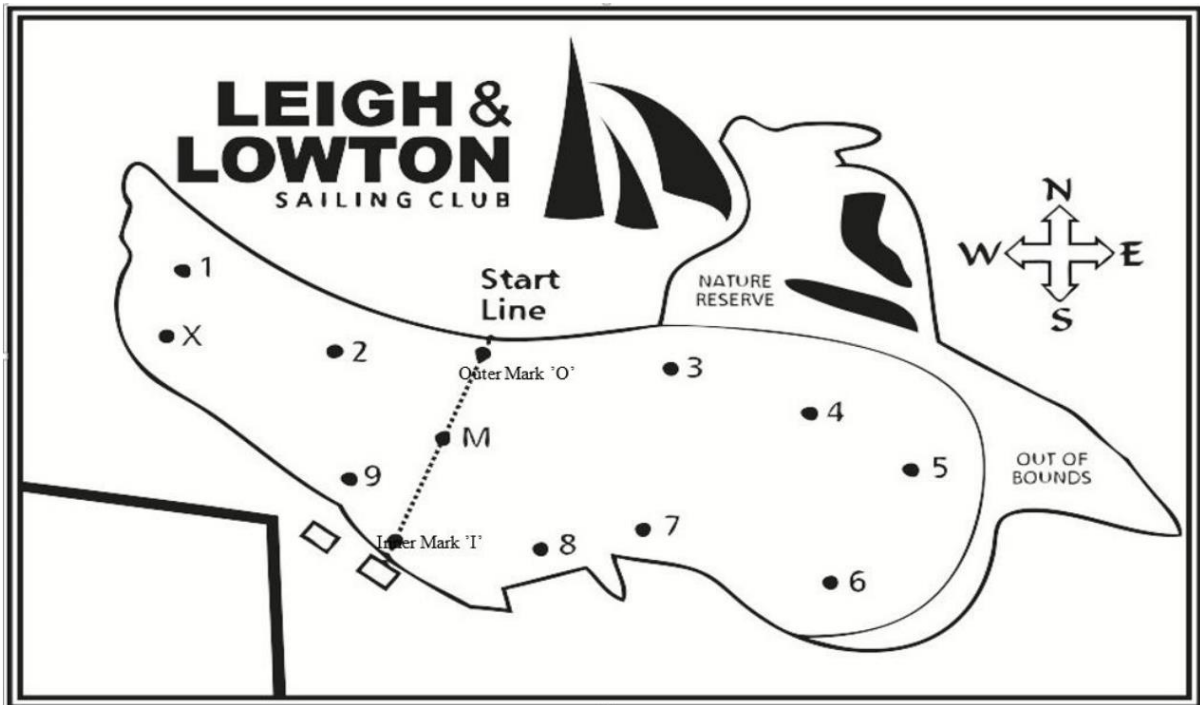 LEIGH &
LOWTON
SAILING CLUB
N
W E
S
NATURE
RESERVE
Start
Line
1
X
2
Outer Mark 'O'
3
4
M
5
OUT OF
BOUNDS
9
7
Inner Mark 'I'
8
6